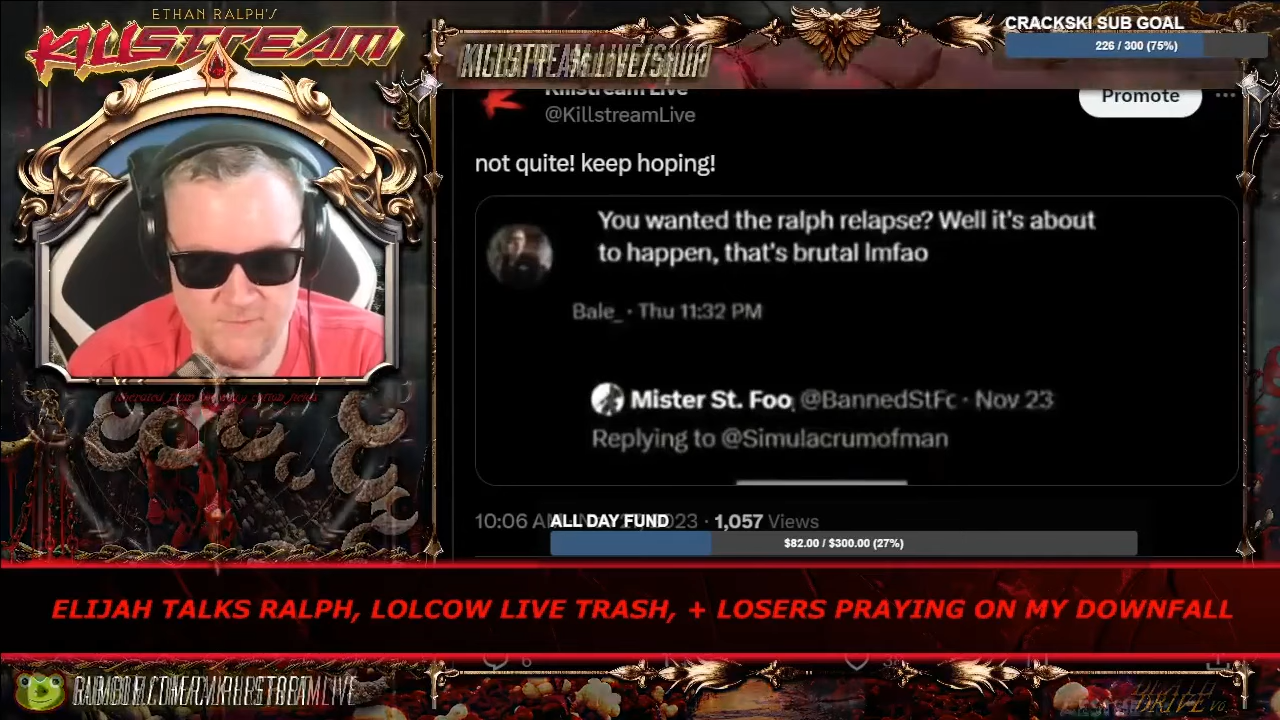 ETHAN RALPH'S
KILLSTREAM
CRACKSKI SUB GOAL
226 / 300 (75%)
Killstream Live
@KillstreamLive
Promote
not quite! keep hoping!
You wanted the ralph relapse? Well it's about
to happen, that's brutal lmfao
Bale_ · Thu 11:32 PM
Mister St. Foo @BannedStFc · Nov 23
Replying to @Simulacrumofman
10:06 1,057 Views
ALL DAY FUND
$82.00 / $300.00 (27%)
ELIJAH TALKS RALPH, LOLCOW LIVE TRASH, + LOSERS PRAYING ON MY DOWNFALL